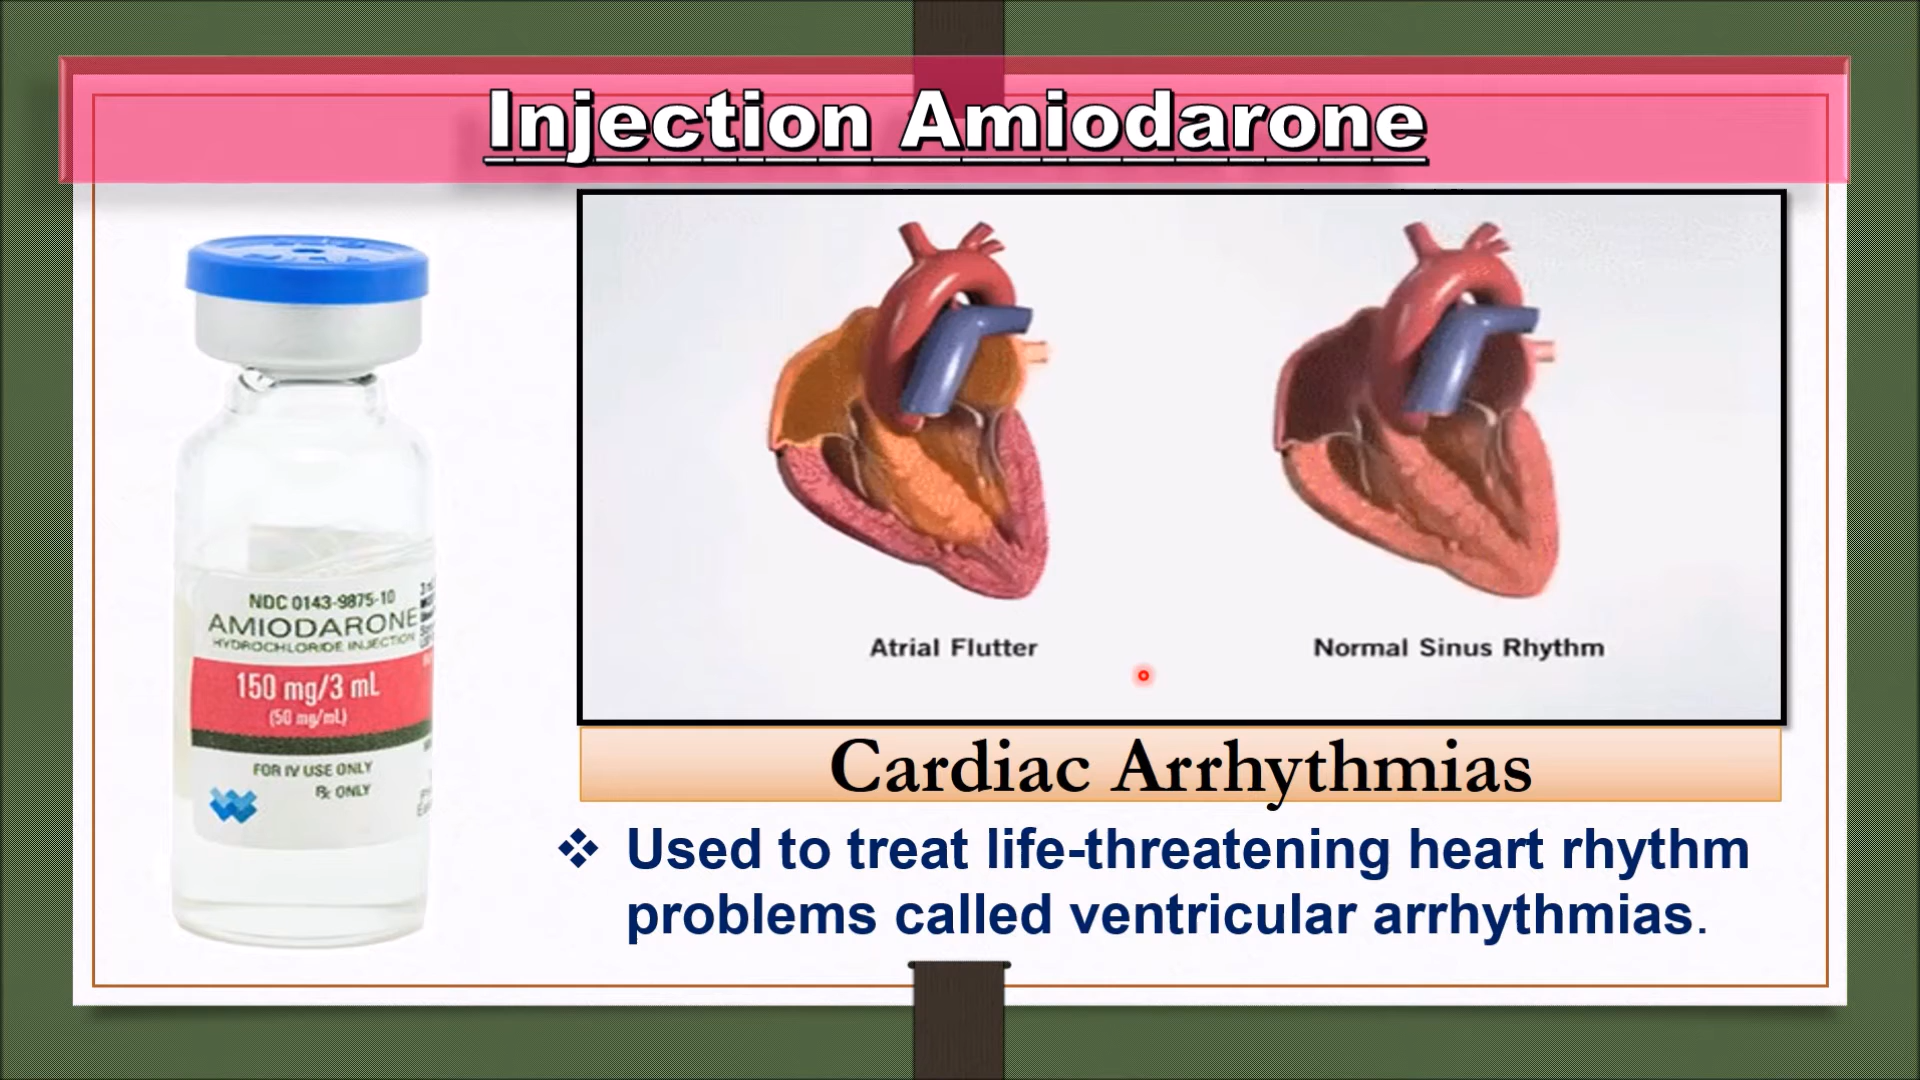 Injection Amiodarone
NDC 0143-9875-10
AMIODARONE
HYDROCHLORIDE INJECTION
150 mg/3 mL
(50 mg/mL)
FOR IV USE ONLY
Rx ONLY
Atrial Flutter
Normal Sinus Rhythm
Cardiac Arrhythmias
❖ Used to treat life-threatening heart rhythm
problems called ventricular arrhythmias.